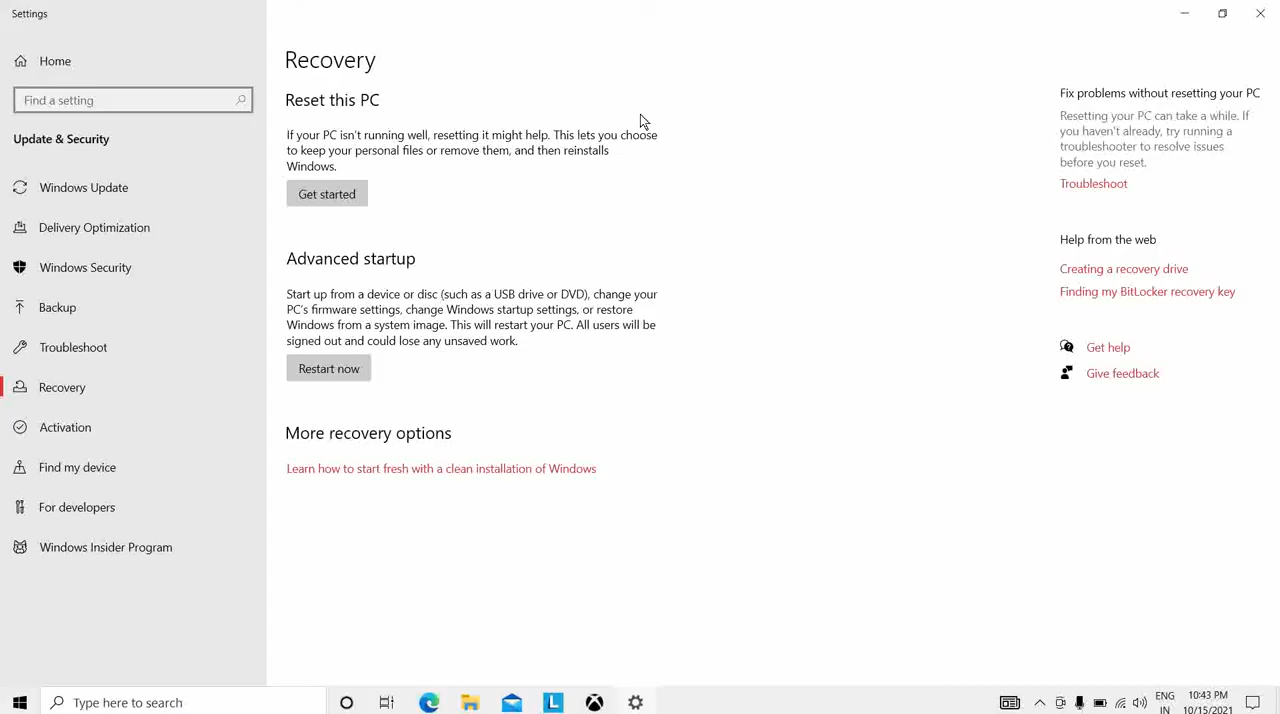 Settings
Home
Find a setting
Update & Security
Windows Update
Delivery Optimization
Windows Security
Backup
Troubleshoot
Recovery
Activation
Find my device
For developers
Windows Insider Program
Recovery
Reset this PC
If your PC isn't running well, resetting it might help. This lets you choose
to keep your personal files or remove them, and then reinstalls
Windows.
Get started
Advanced startup
Start up from a device or disc (such as a USB drive or DVD), change your
PC's firmware settings, change Windows startup settings, or restore
Windows from a system image. This will restart your PC. All users will be
signed out and could lose any unsaved work.
Restart now
More recovery options
Learn how to start fresh with a clean installation of Windows
Fix problems without resetting your PC
Resetting your PC can take a while. If
you haven't already, try running a
troubleshooter to resolve issues
before you reset.
Troubleshoot
Help from the web
Creating a recovery drive
Finding my BitLocker recovery key
Get help
Give feedback
Type here to search
L
ENG
IN
10:43 PM
10/15/2021